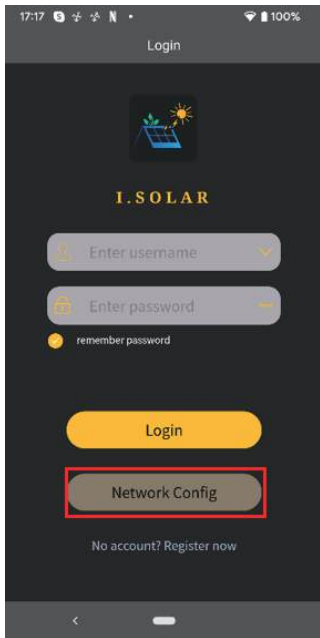 17:17
100%
Login
I.SOLAR
Enter username
Enter password
remember password
Login
Network Config
No account? Register now